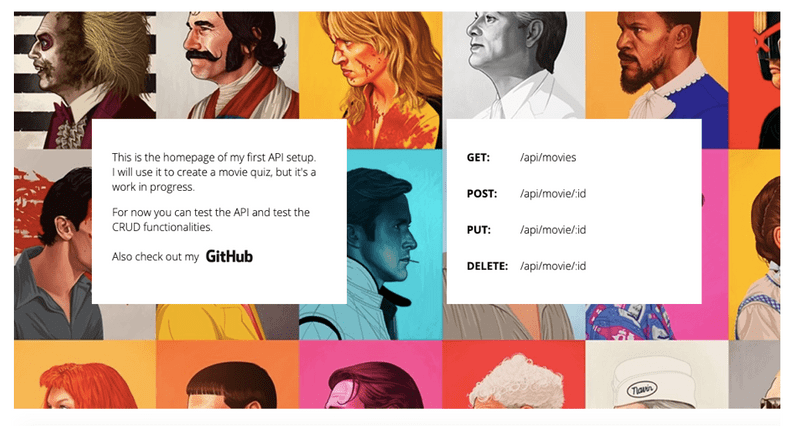 This is the homepage of my first API setup.
I will use it to create a movie quiz, but it's a
work in progress.
For now you can test the API and test the
CRUD functionalities.
Also check out my GitHub
GET: /api/movies
POST: /api/movie/:id
PUT: /api/movie/:id
DELETE: /api/movie/:id
Navin